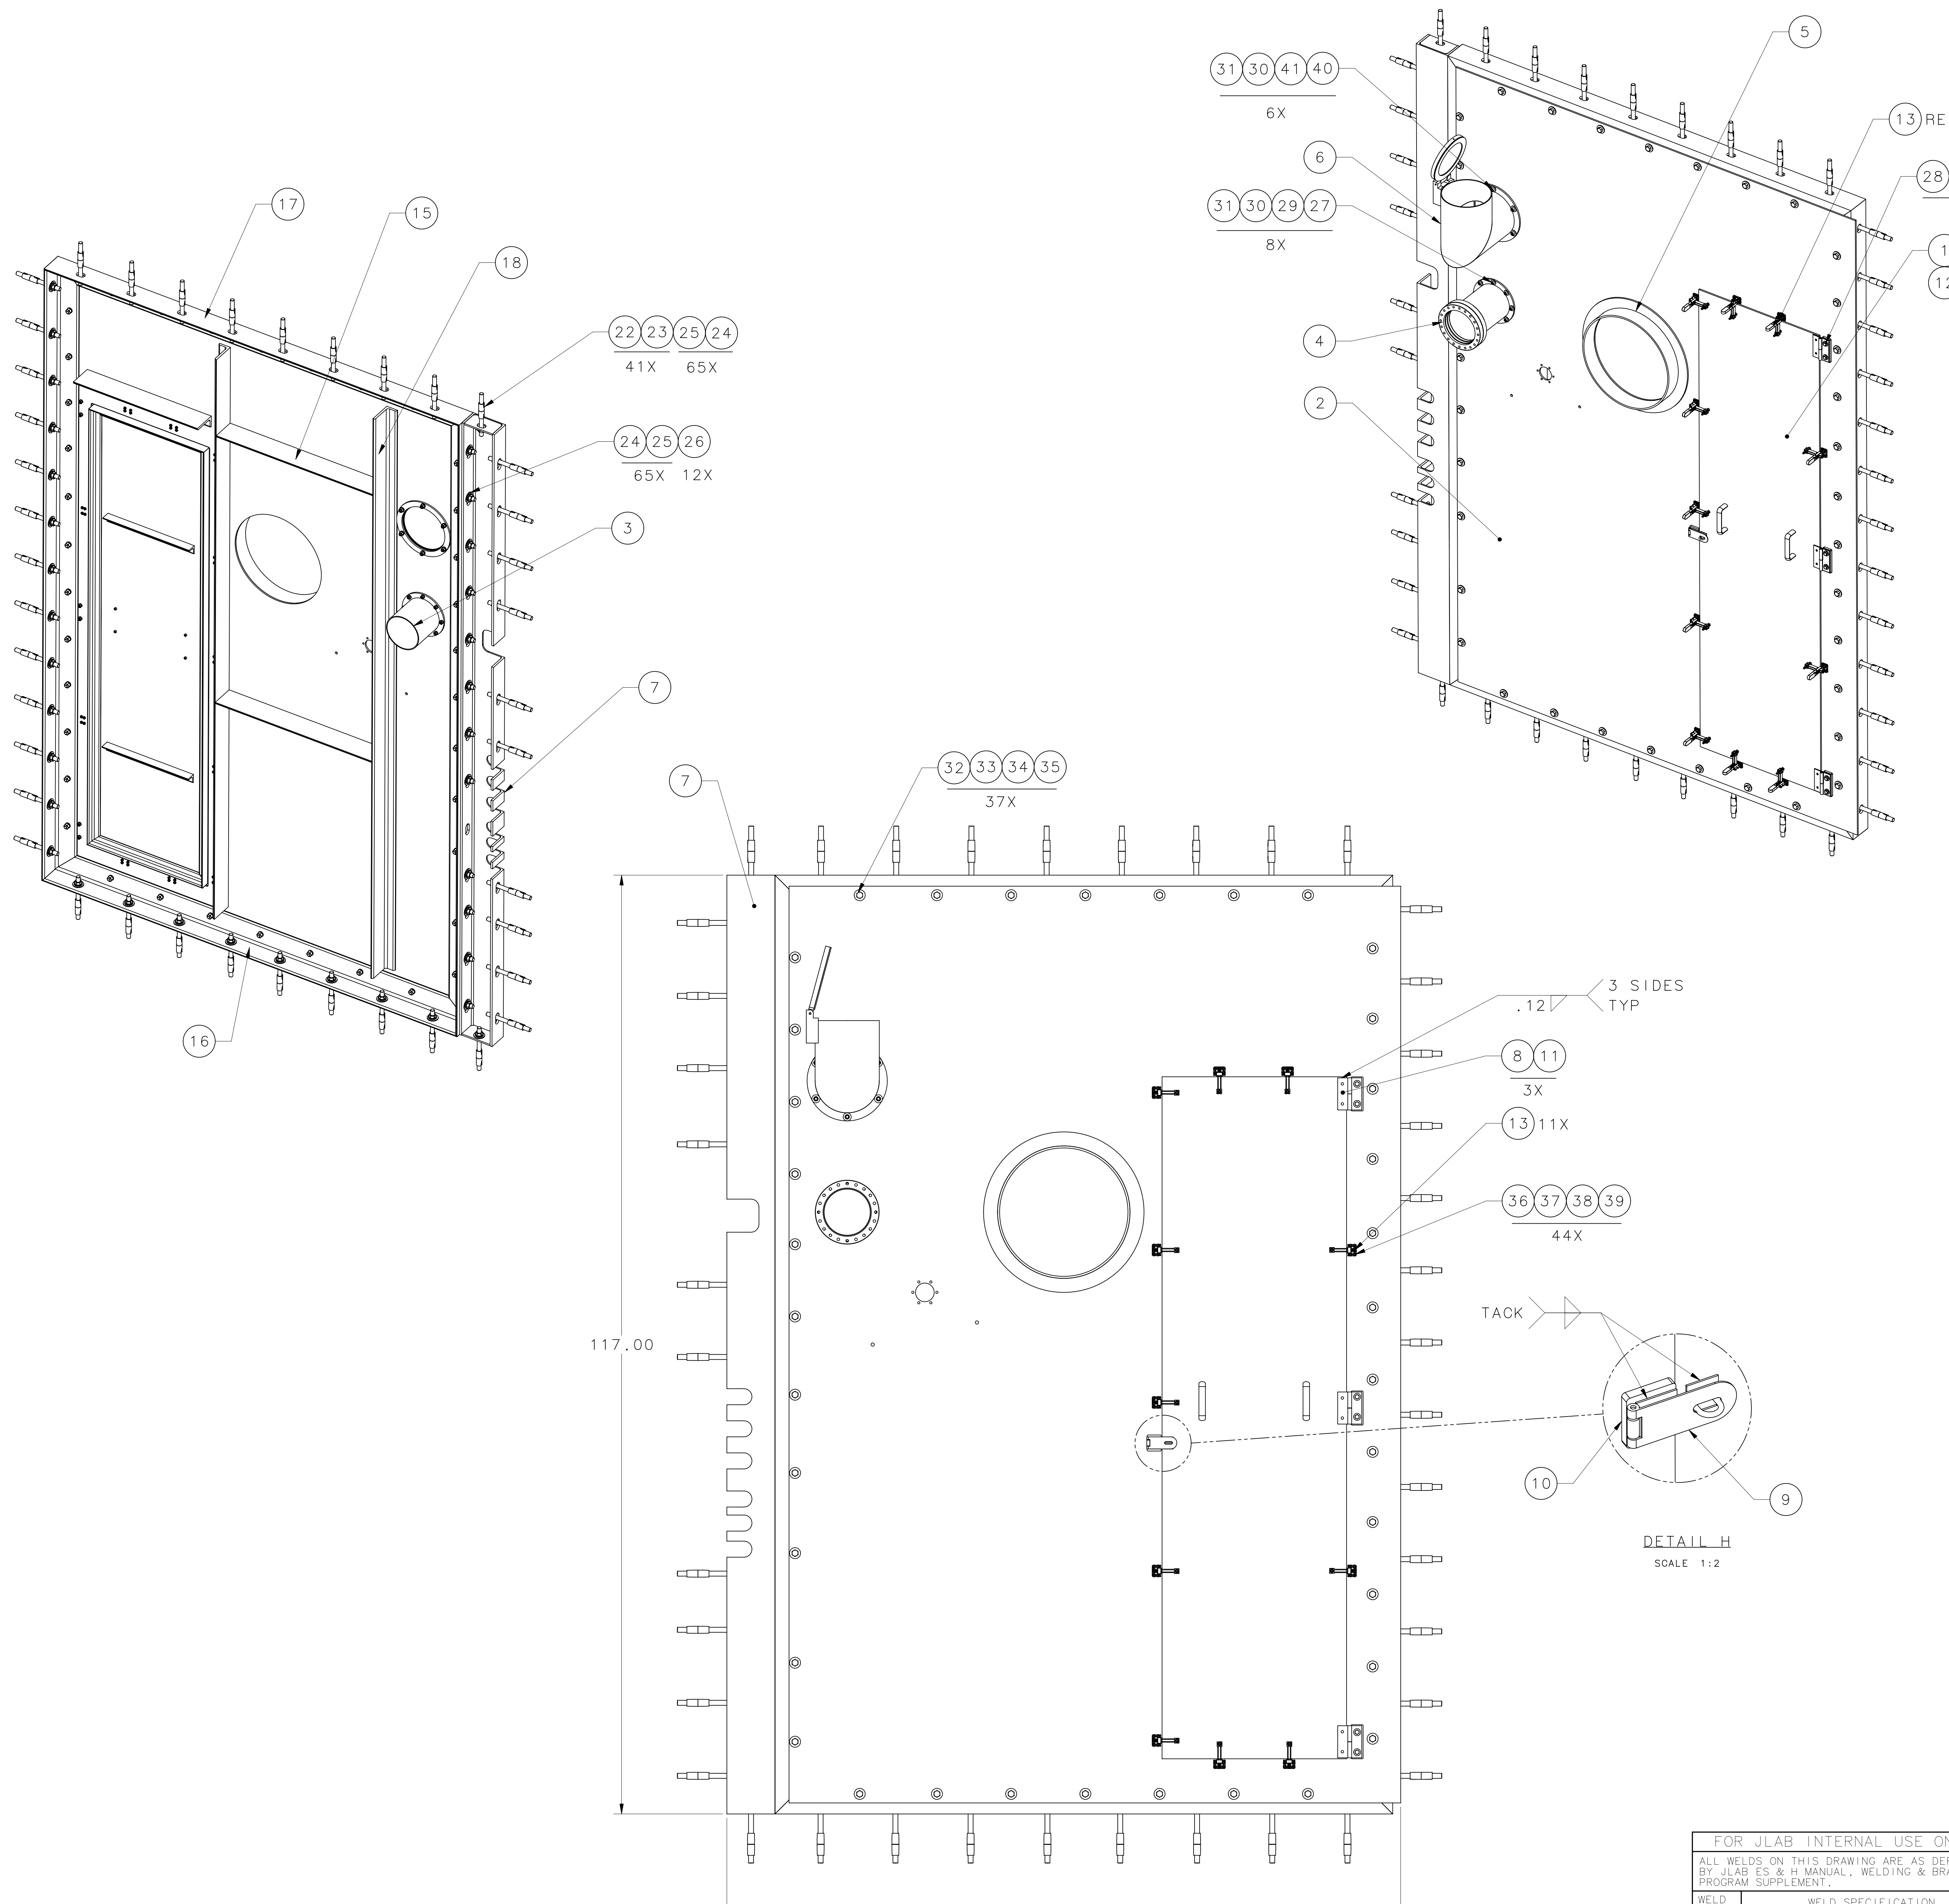 5
31 30 41 40
6X
13 RE
6
28
17
15
31 30 29 27
8X
18
1
12
22 23 25 24
41X 65X
4
2
24 25 26
65X 12X
3
7
7
32 33 34 35
37X
16
3 SIDES
.12 TYP
8 11
3X
13 11X
36 37 38 39
44X
TACK
117.00
10
9
DETAIL H
SCALE 1:2
FOR JLAB INTERNAL USE ON
ALL WELDS ON THIS DRAWING ARE AS DEF
BY JLAB ES & H MANUAL, WELDING & BRA
PROGRAM SUPPLEMENT.
WELD
WELD SPECIFICATION